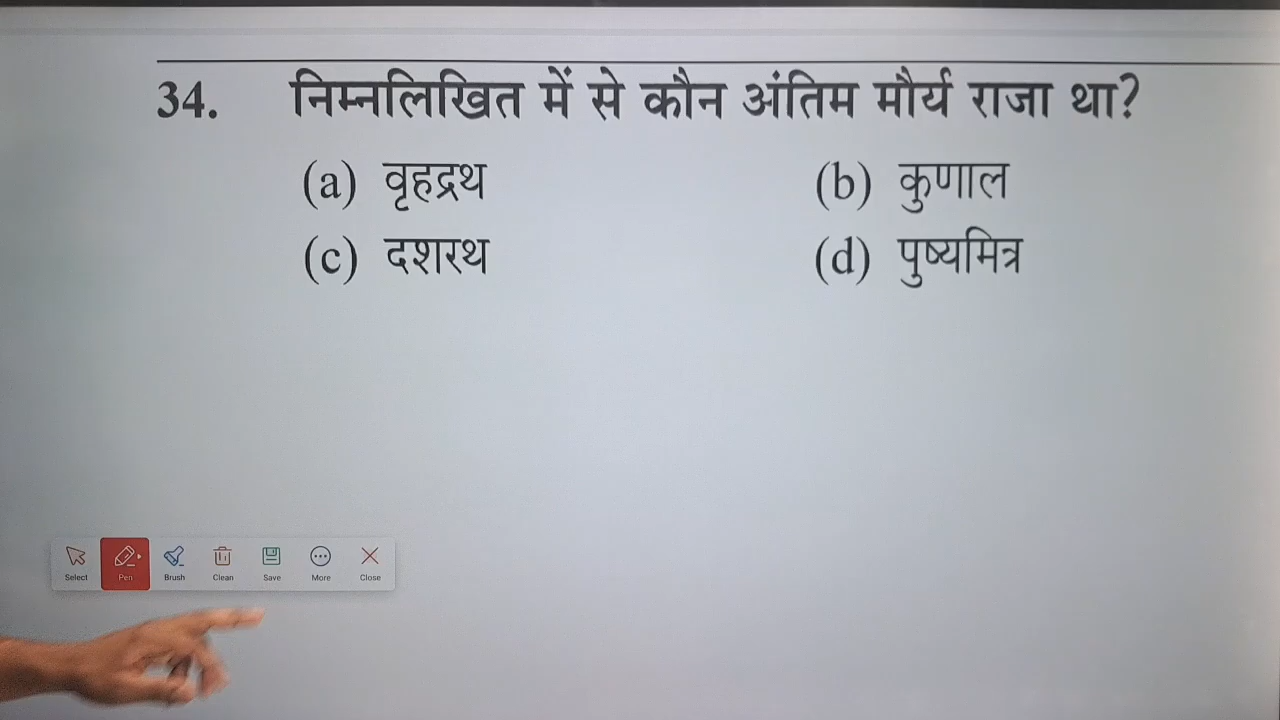 34. निम्नलिखित में से कौन अंतिम मौर्य राजा था?
(a) वृहद्रथ (b) कुणाल
(c) दशरथ (d) पुष्यमित्र
Select Pen Brush Clean Save More Close